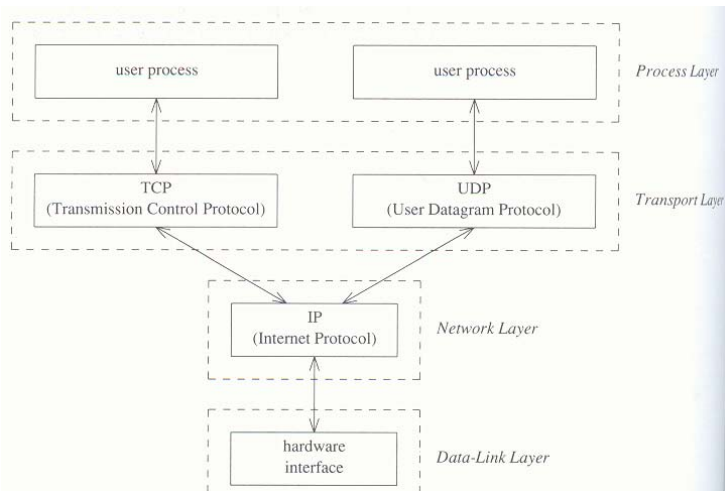 user process
user process
Process Layer
TCP
(Transmission Control Protocol)
UDP
(User Datagram Protocol)
Transport Layer
IP
(Internet Protocol)
Network Layer
hardware
interface
Data-Link Layer